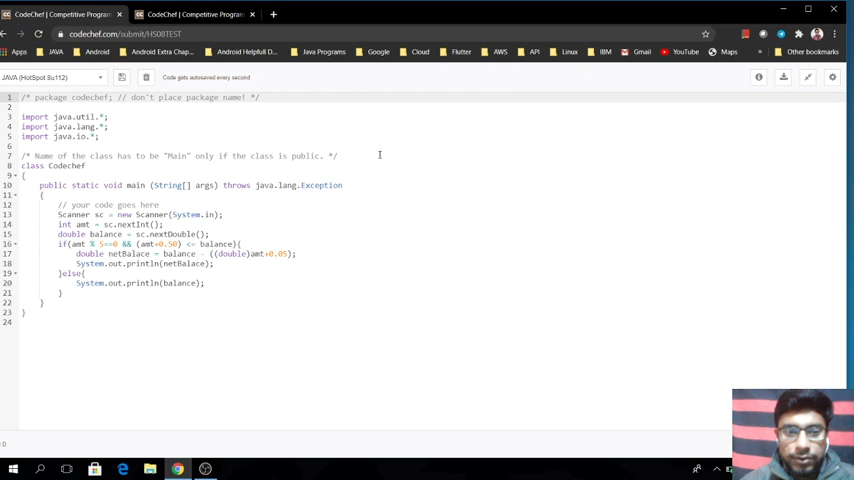 CodeChef | Competitive Program
CodeChef | Competitive Program
codechef.com/submit/HS08TEST
Apps
JAVA
Android
Android Extra Chap...
Android Helpfull D...
Java Programs
Google
Cloud
Flutter
AWS
API
Linux
IBM
Gmail
YouTube
Maps
»
Other bookmarks
JAVA (HotSpot 8u112)
Code gets autosaved every second
1 /* package codechef; // don't place package name! */
2
3 import java.util.*;
4 import java.lang.*;
5 import java.io.*;
6
7 /* Name of the class has to be "Main" only if the class is public. */
8 class Codechef
9 {
10 public static void main (String[] args) throws java.lang.Exception
11 {
12 // your code goes here
13 Scanner sc = new Scanner(System.in);
14 int amt = sc.nextInt();
15 double balance = sc.nextDouble();
16 if(amt % 5==0 && (amt+0.50) <= balance){
17 double netBalace = balance - ((double)amt+0.05);
18 System.out.println(netBalace);
19 }else{
20 System.out.println(balance);
21 }
22 }
23 }
24
:0